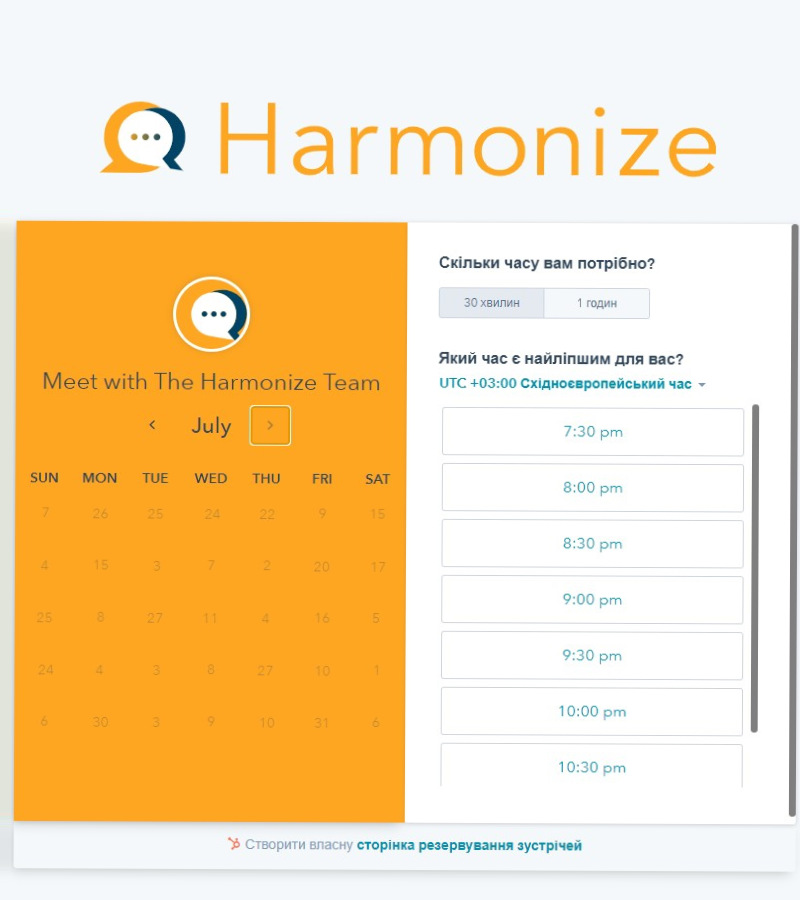 Harmonize
Meet with The Harmonize Team
July
SUN MON TUE WED THU FRI SAT
7 26 25 24 22 9 15
4 15 3 7 2 20 17
25 8 27 11 4 16 5
24 4 3 8 27 10 1
6 30 3 9 10 31 6
Скільки часу вам потрібно?
30 хвилин 1 годин
Який час є найліпшим для вас?
UTC +03:00 Східноєвропейський час
7:30 pm
8:00 pm
8:30 pm
9:00 pm
9:30 pm
10:00 pm
10:30 pm
Створити власну сторінка резервування зустрічей